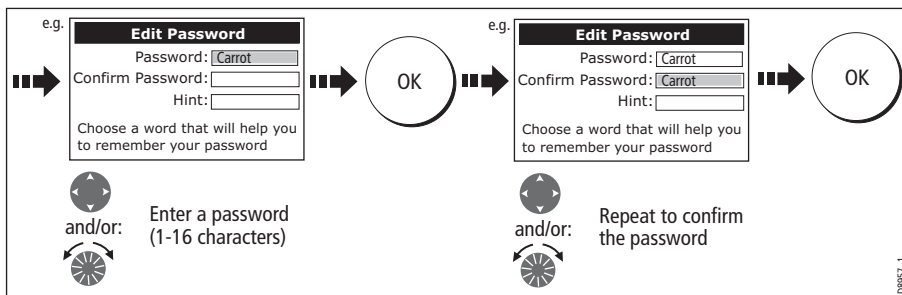 e.g.
Edit Password
Password: Carrot
Confirm Password:
Hint:
Choose a word that will help you
to remember your password
OK
and/or:
Enter a password
(1-16 characters)
e.g.
Edit Password
Password: Carrot
Confirm Password: Carrot
Hint:
Choose a word that will help you
to remember your password
OK
and/or:
Repeat to confirm
the password
D8957_1